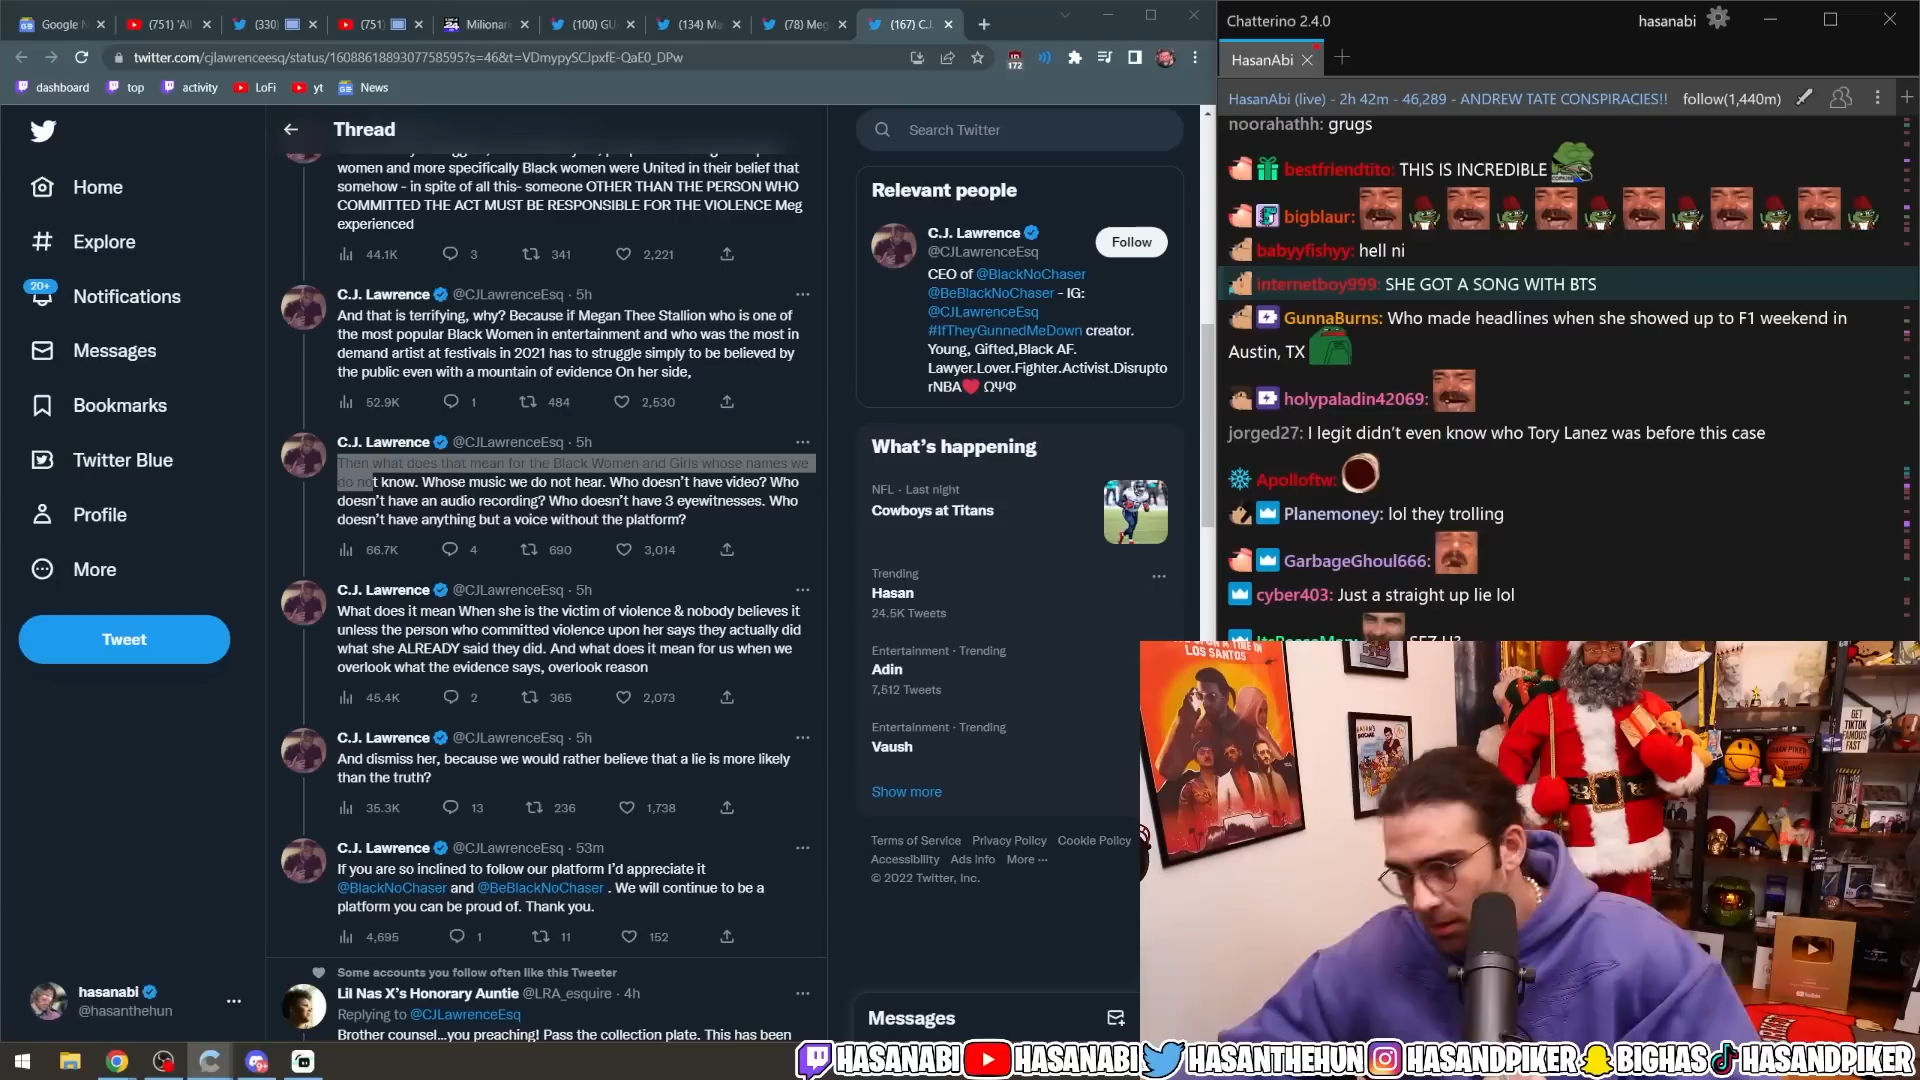 Google N
(751) 'Al
(330)
(751)
Milionar
(100) GU
(134) Ma
(78) Meg
(167) C.J.
twitter.com/cjlawrenceesq/status/1608861889307758595?s=46&t=VDmypySCJpxfE-QaE0_DPw
172
dashboard
top
activity
LoFi
yt
News
Home
Explore
20+
Notifications
Messages
Bookmarks
Twitter Blue
Profile
More
Tweet
hasanabi
@hasanthehun
Thread
women and more specifically Black women were United in their belief that
somehow - in spite of all this- someone OTHER THAN THE PERSON WHO
COMMITTED THE ACT MUST BE RESPONSIBLE FOR THE VIOLENCE Meg
experienced
44.1K 3 341 2,221
C.J. Lawrence @CJLawrenceEsq · 5h
And that is terrifying, why? Because if Megan Thee Stallion who is one of
the most popular Black Women in entertainment and who was the most in
demand artist at festivals in 2021 has to struggle simply to be believed by
the public even with a mountain of evidence On her side,
52.9K 1 484 2,530
C.J. Lawrence @CJLawrenceEsq · 5h
Then what does that mean for the Black Women and Girls whose names we
do not know. Whose music we do not hear. Who doesn't have video? Who
doesn't have an audio recording? Who doesn't have 3 eyewitnesses. Who
doesn't have anything but a voice without the platform?
66.7K 4 690 3,014
C.J. Lawrence @CJLawrenceEsq · 5h
What does it mean When she is the victim of violence & nobody believes it
unless the person who committed violence upon her says they actually did
what she ALREADY said they did. And what does it mean for us when we
overlook what the evidence says, overlook reason
45.4K 2 365 2,073
C.J. Lawrence @CJLawrenceEsq · 5h
And dismiss her, because we would rather believe that a lie is more likely
than the truth?
35.3K 13 236 1,738
C.J. Lawrence @CJLawrenceEsq · 53m
If you are so inclined to follow our platform I'd appreciate it
@BlackNoChaser and @BeBlackNoChaser . We will continue to be a
platform you can be proud of. Thank you.
4,695 1 11 152
Some accounts you follow often like this Tweeter
Lil Nas X's Honorary Auntie @LRA_esquire · 4h
Replying to @CJLawrenceEsq
Brother counsel...you preaching! Pass the collection plate. This has been
Search Twitter
Relevant people
C.J. Lawrence
@CJLawrenceEsq
Follow
CEO of @BlackNoChaser
@BeBlackNoChaser - IG:
@CJLawrenceEsq
#IfTheyGunnedMeDown creator.
Young, Gifted,Black AF.
Lawyer.Lover.Fighter.Activist.Disrupto
rNBA❤️ ΩΨΦ
What's happening
NFL · Last night
Cowboys at Titans
Trending
Hasan
24.5K Tweets
Entertainment · Trending
Adin
7,512 Tweets
Entertainment · Trending
Vaush
Show more
Terms of Service Privacy Policy Cookie Policy
Accessibility Ads info More ···
© 2022 Twitter, Inc.
Messages
Chatterino 2.4.0
hasanabi
HasanAbi
HasanAbi (live) - 2h 42m - 46,289 - ANDREW TATE CONSPIRACIES!!
follow(1,440m)
noorahathh: grugs
bestfriendtito: THIS IS INCREDIBLE
bigblaur:
babyyfishyy: hell ni
internetboy999: SHE GOT A SONG WITH BTS
GunnaBurns: Who made headlines when she showed up to F1 weekend in
Austin, TX
holypaladin42069:
jorged27: I legit didn't even know who Tory Lanez was before this case
Apolloftw:
Planemoney: lol they trolling
GarbageGhoul666:
cyber403: Just a straight up lie lol
LOS SANTOS
GET
TIKTOK
FAMOUS
FAST
HASAN PIKER
HASANABI
HASANABI
HASANTHEHUN
HASANDPIKER
BIGHAS
HASANDPIKER